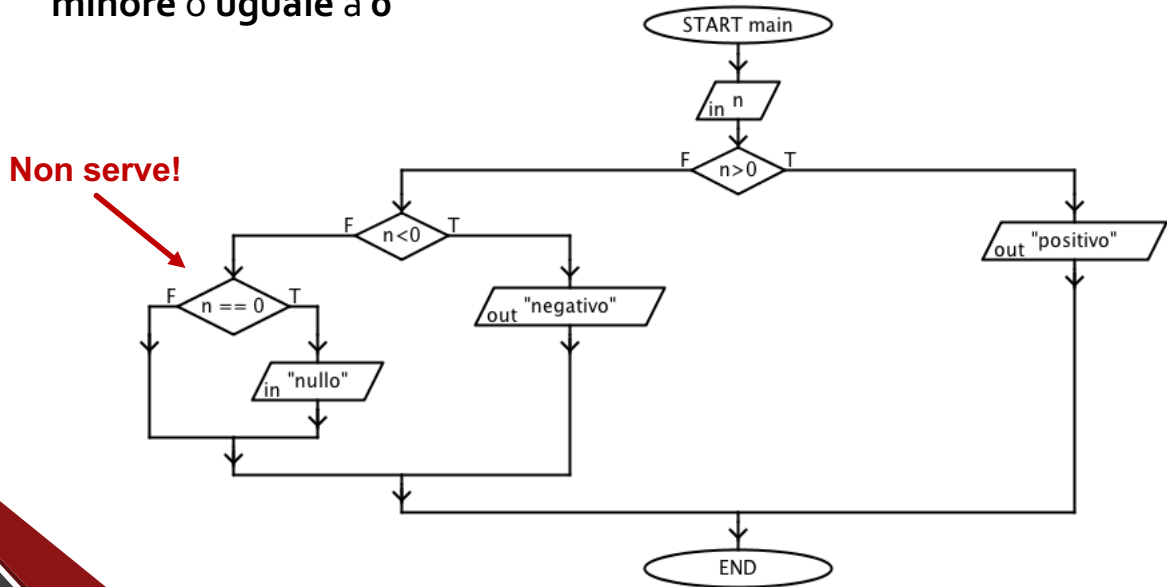 minore o uguale a 0
START main
in n
F n>0 T
Non serve!
F n<0 T
out "positivo"
F n == 0 T
out "negativo"
in "nullo"
END